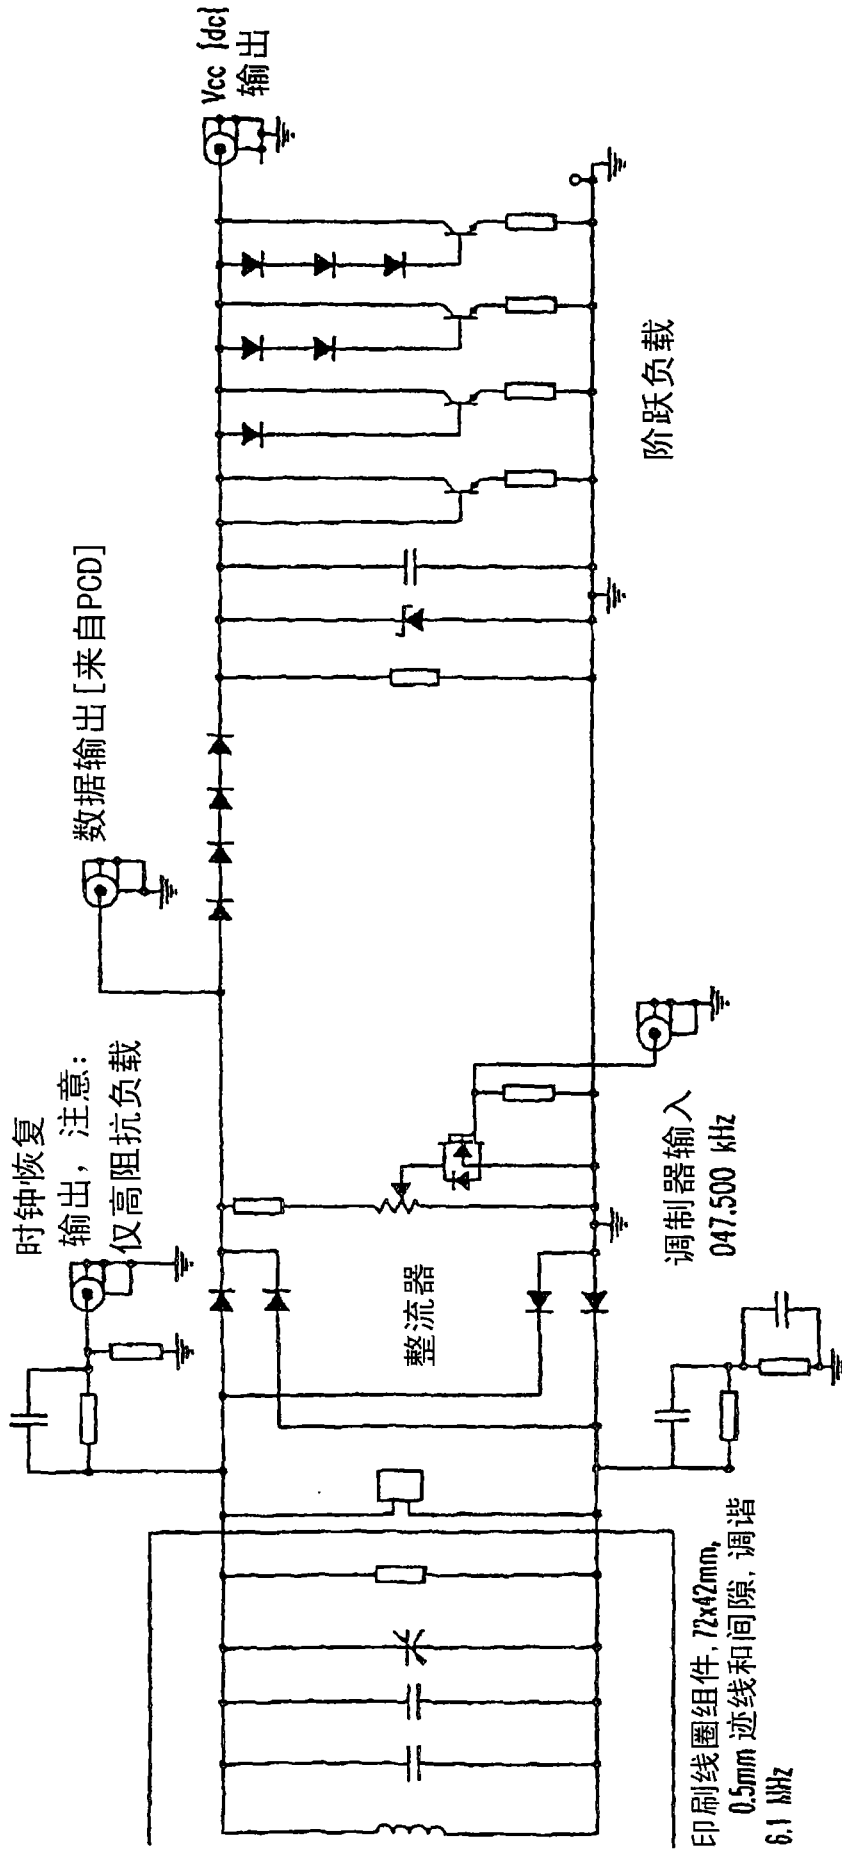 时钟恢复
输出，注意：
仅高阻抗负载
数据输出[来自PCD]
Vcc {dc}
输出
整流器
阶跃负载
调制器输入
047.500 kHz
印刷线圈组件，72x42mm，
0.5mm 迹线和间隙，调谐
6.1 MHz